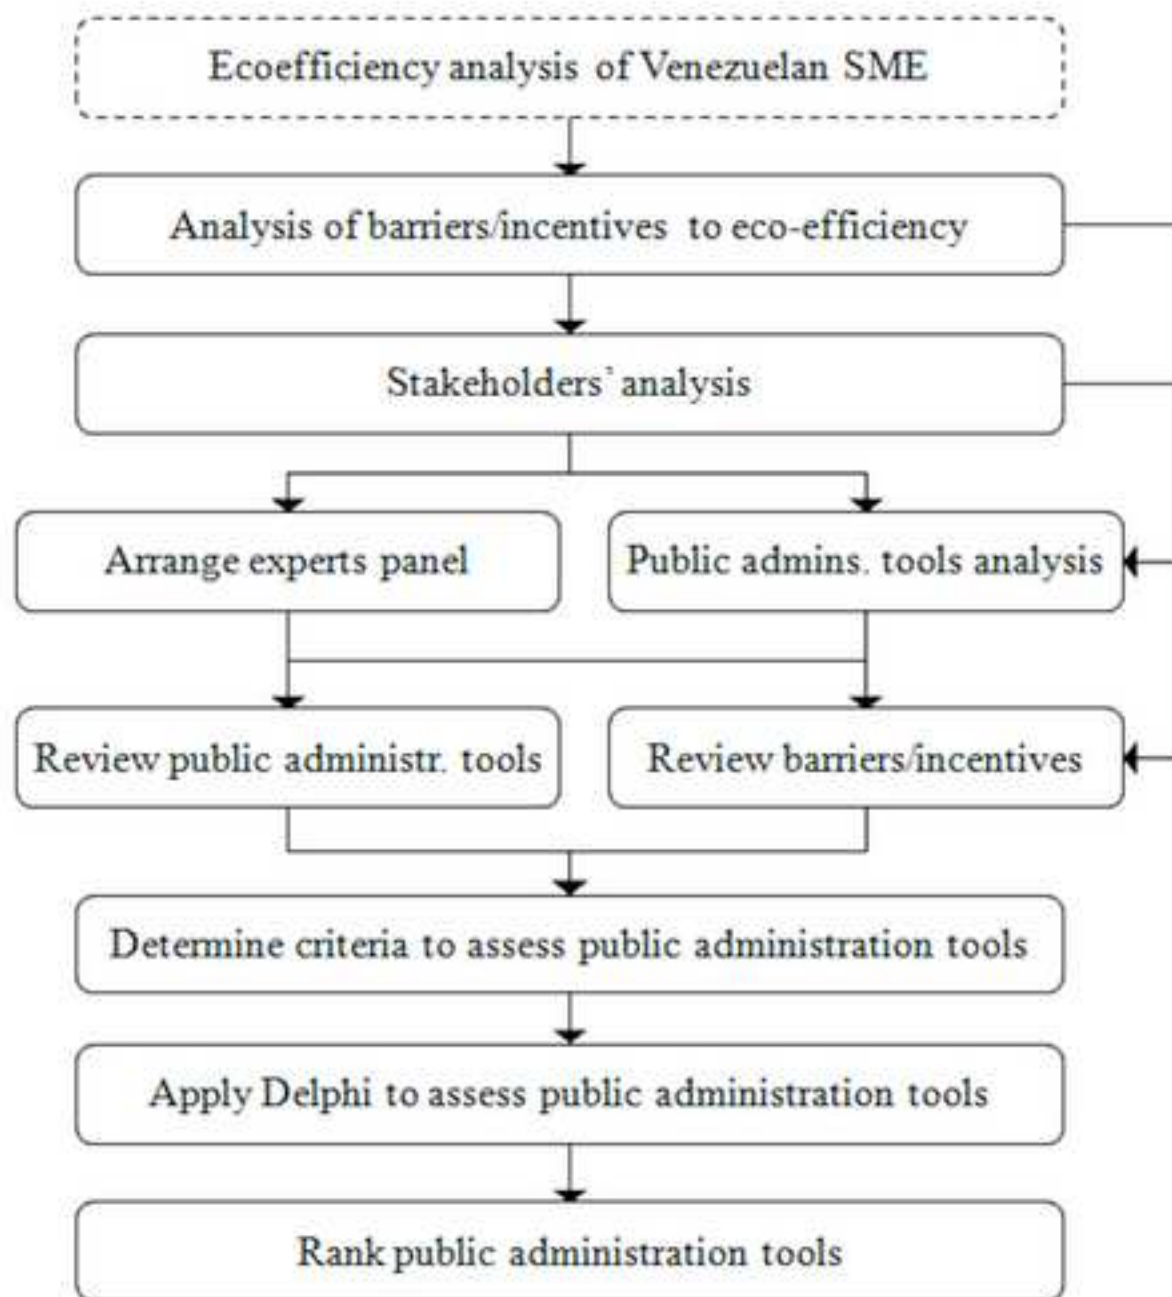 Ecoefficiency analysis of Venezuelan SME
Analysis of barriers/incentives to eco-efficiency
Stakeholders' analysis
Arrange experts panel
Public admins. tools analysis
Review public administr. tools
Review barriers/incentives
Determine criteria to assess public administration tools
Apply Delphi to assess public administration tools
Rank public administration tools